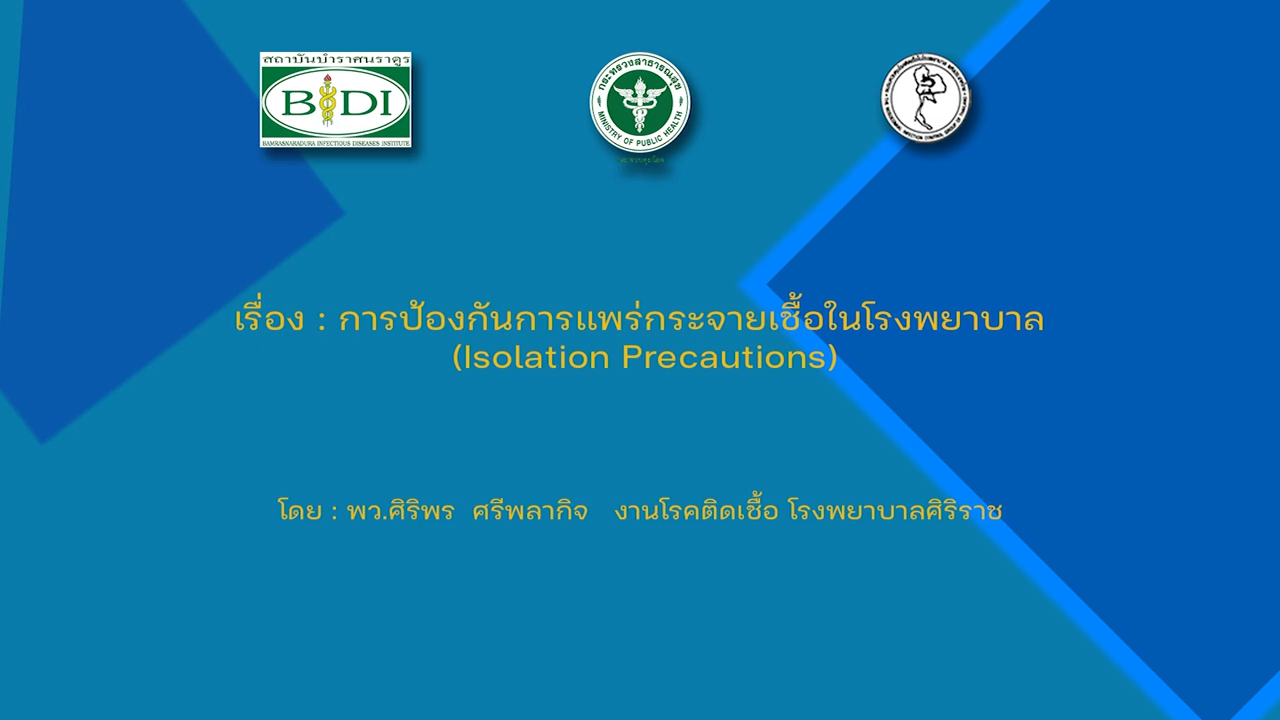 สถาบันบำราศนราดูร
BIDI
BAMRASNARADURA INFECTIOUS DISEASES INSTITUTE
กระทรวงสาธารณสุข
MINISTRY OF PUBLIC HEALTH
เรื่อง : การป้องกันการแพร่กระจายเชื้อในโรงพยาบาล
(Isolation Precautions)
โดย : พว.ศิริพร ศรีพลากิจ งานโรคติดเชื้อ โรงพยาบาลศิริราช